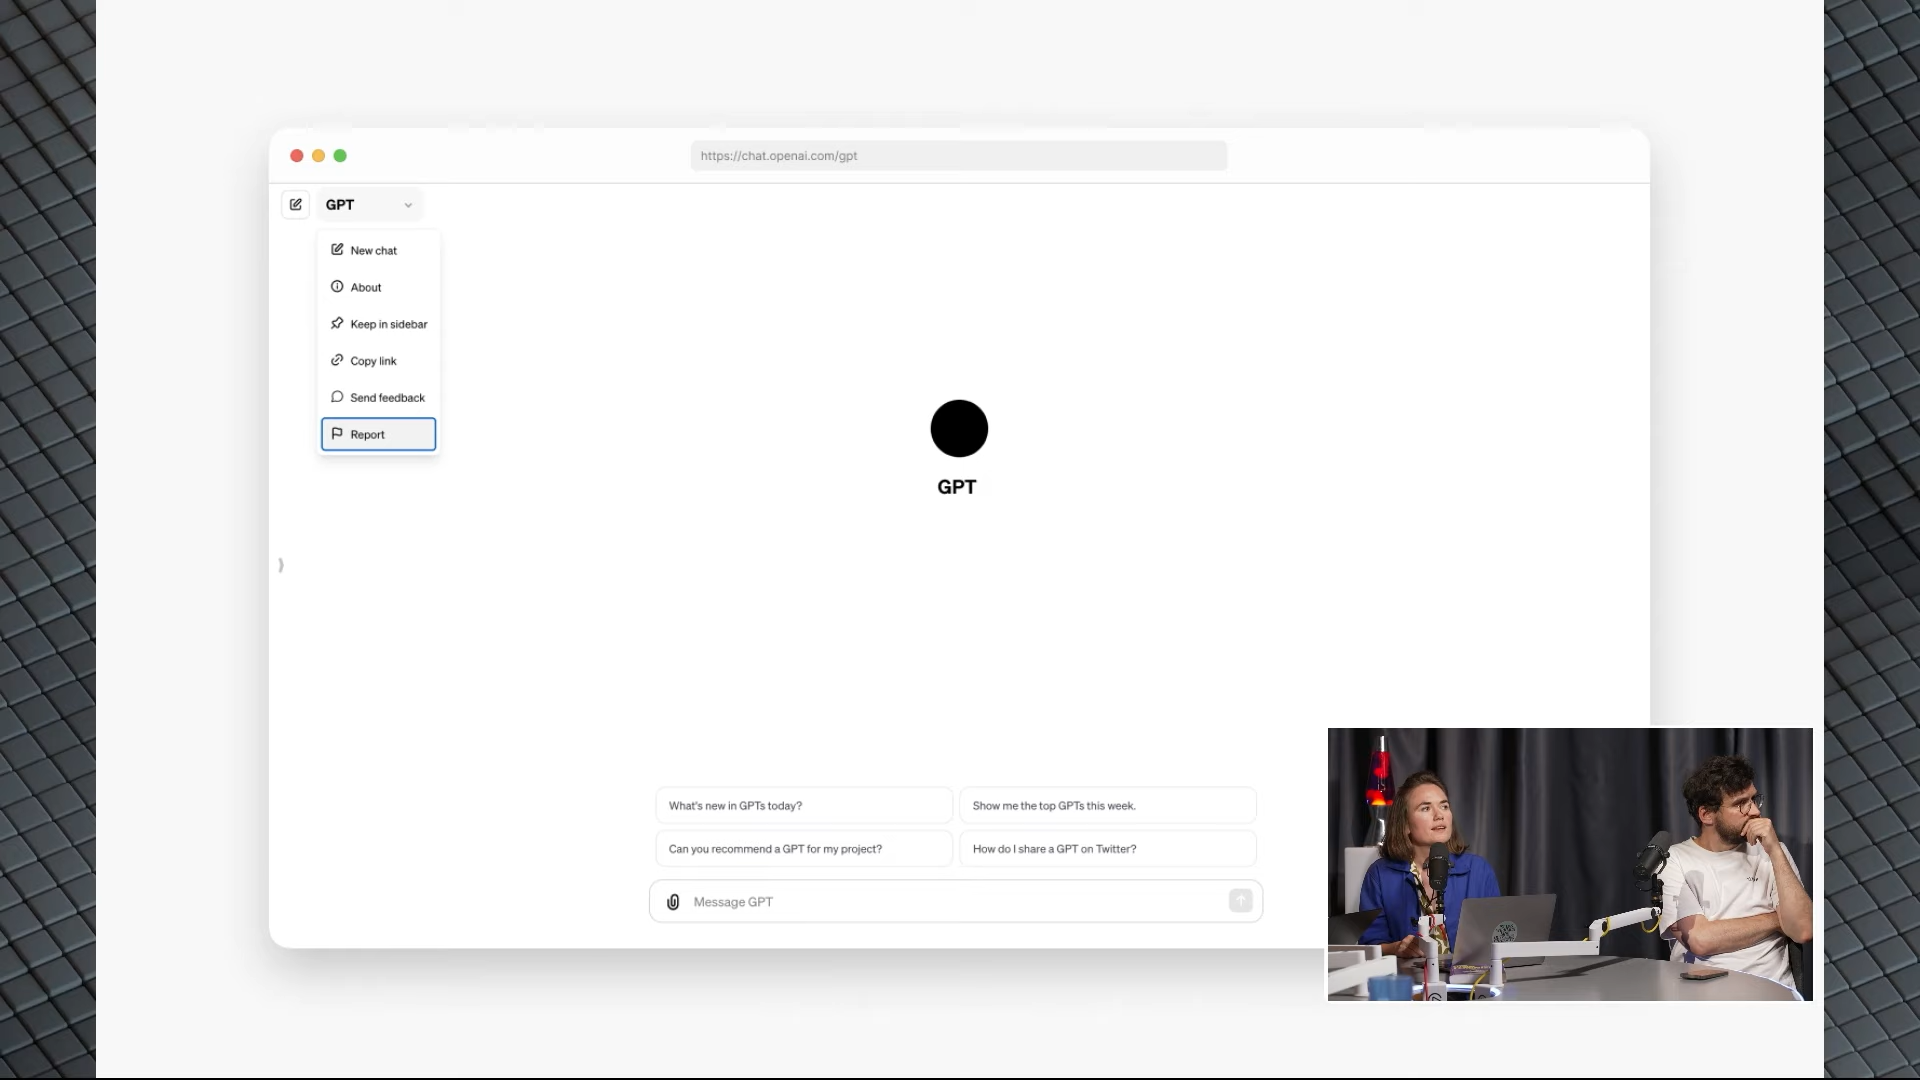 https://chat.openai.com/gpt
GPT
New chat
About
Keep in sidebar
Copy link
Send feedback
Report
GPT
What's new in GPTs today?
Show me the top GPTs this week.
Can you recommend a GPT for my project?
How do I share a GPT on Twitter?
Message GPT